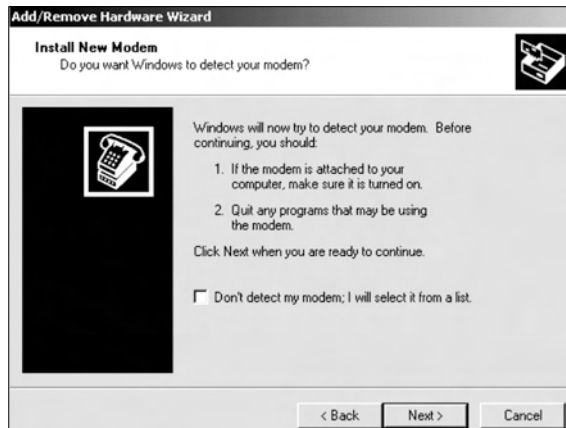 Add/Remove Hardware Wizard
Install New Modem
Do you want Windows to detect your modem?
Windows will now try to detect your modem. Before
continuing, you should:
1. If the modem is attached to your
computer, make sure it is turned on.
2. Quit any programs that may be using
the modem.
Click Next when you are ready to continue.
Don't detect my modem; I will select it from a list.
< Back Next > Cancel